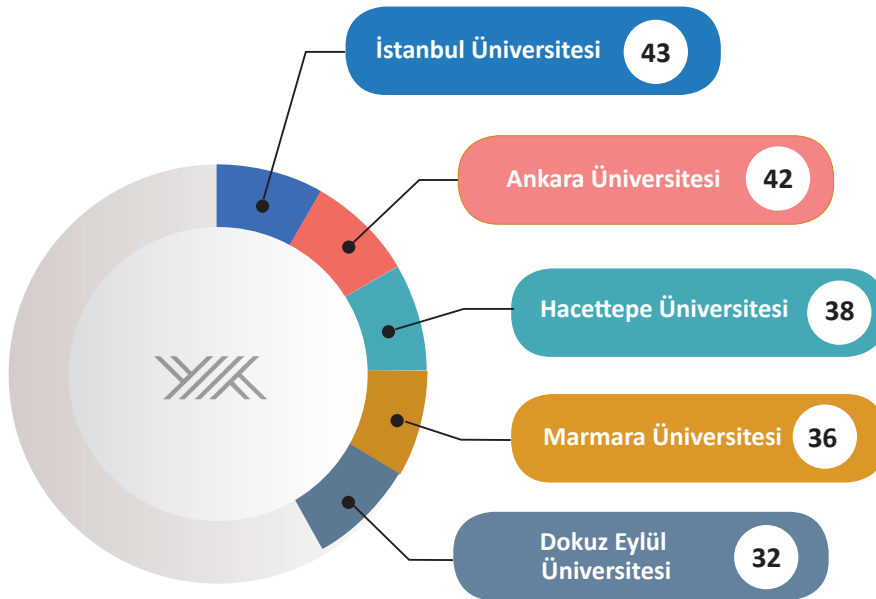 İstanbul Üniversitesi 43
Ankara Üniversitesi 42
Hacettepe Üniversitesi 38
Marmara Üniversitesi 36
Dokuz Eylül
Üniversitesi 32